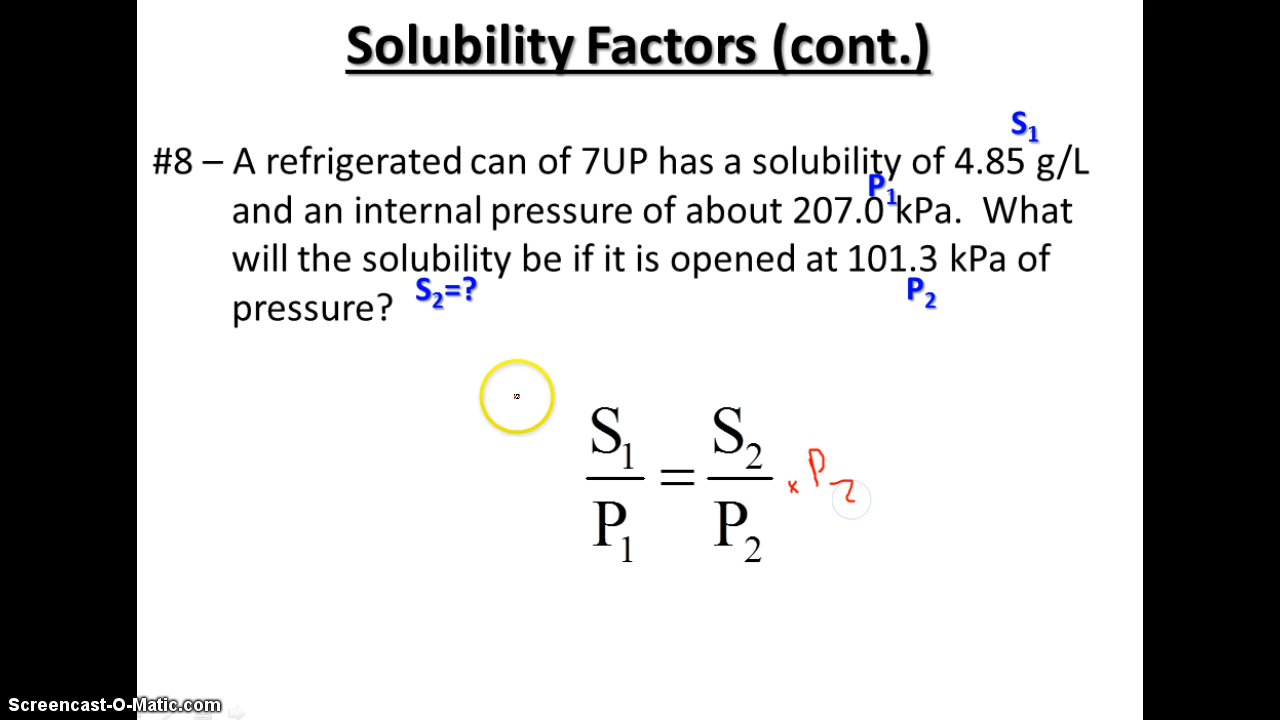 Solubility Factors (cont.)
S₁
#8 – A refrigerated can of 7UP has a solubility of 4.85 g/L
P₁
and an internal pressure of about 207.0 kPa. What
will the solubility be if it is opened at 101.3 kPa of
S₂=? P₂
pressure?
S₁ S₂
= × P₂
P₁ P₂
Screencast-O-Matic.com